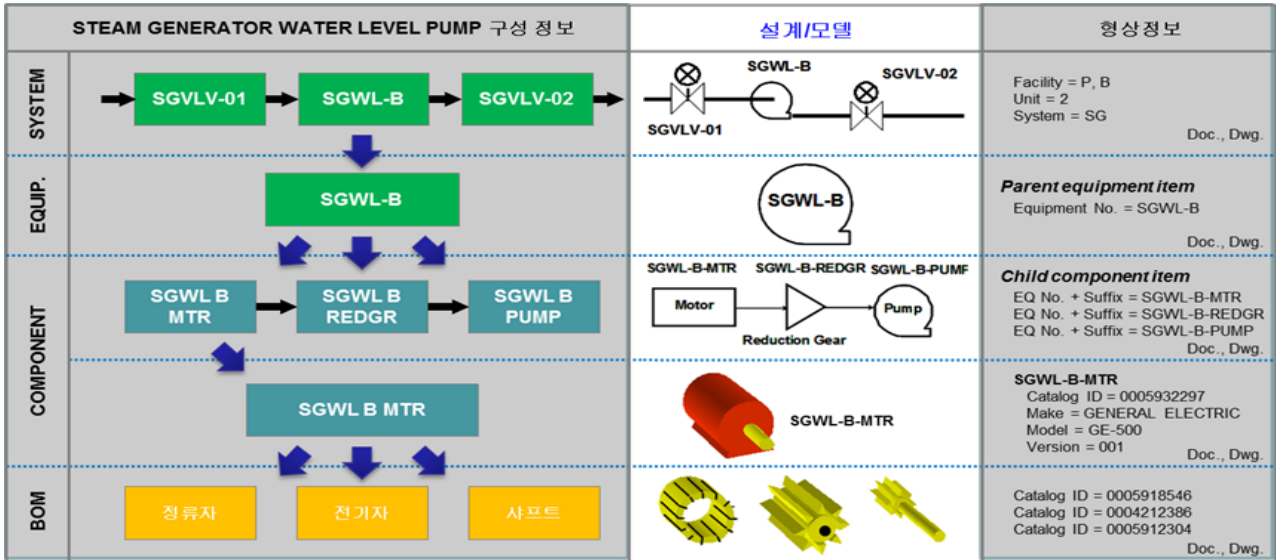 STEAM GENERATOR WATER LEVEL PUMP 구성 정보
설계/모델
형상정보
SYSTEM
SGVLV-01
SGWL-B
SGVLV-02
SGWL-B
SGVLV-02
SGVLV-01
Facility = P, B
Unit = 2
System = SG
Doc., Dwg.
EQUIP.
SGWL-B
SGWL-B
Parent equipment item
Equipment No. = SGWL-B
Doc., Dwg.
COMPONENT
SGWL B
MTR
SGWL B
REDGR
SGWL B
PUMP
SGWL-B-MTR
SGWL-B-REDGR
SGWL-B-PUMF
Motor
Pump
Reduction Gear
Child component item
EQ No. + Suffix = SGWL-B-MTR
EQ No. + Suffix = SGWL-B-REDGR
EQ No. + Suffix = SGWL-B-PUMP
Doc., Dwg.
SGWL B MTR
SGWL-B-MTR
SGWL-B-MTR
Catalog ID = 0005932297
Make = GENERAL ELECTRIC
Model = GE-500
Version = 001
Doc., Dwg.
BOM
정류자
전기자
샤프트
Catalog ID = 0005918546
Catalog ID = 0004212386
Catalog ID = 0005912304
Doc., Dwg.